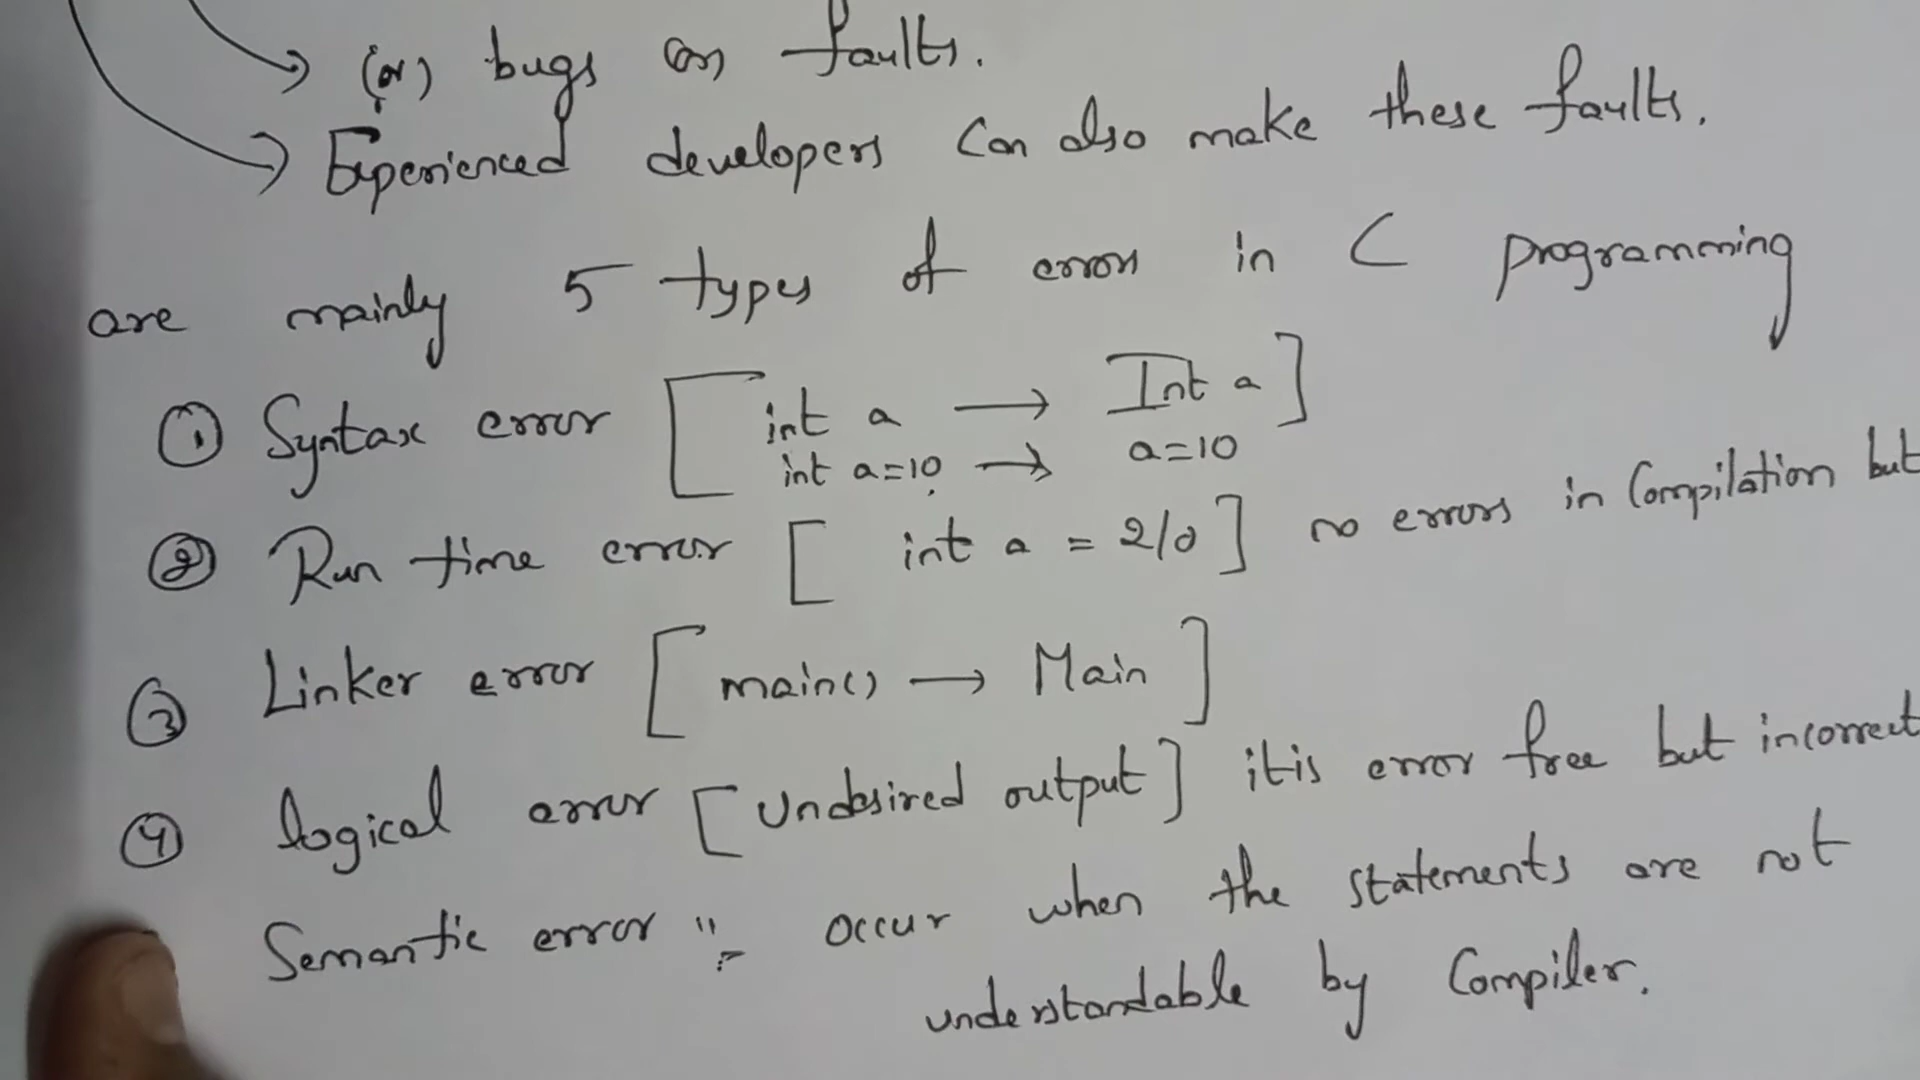 → (or) bugs or faults.
→ Experienced developers can also make these faults.
are mainly 5 types of errors in C programming
① Syntax error [ int a → Int a ]
int a=10 → a=10
② Run time error [ int a = 2/0 ] no errors in Compilation but
③ Linker error [ main() → Main ]
④ logical error [ Undesired output ] it is error free but incorrect
Semantic error :- occur when the statements are not
understandable by Compiler.